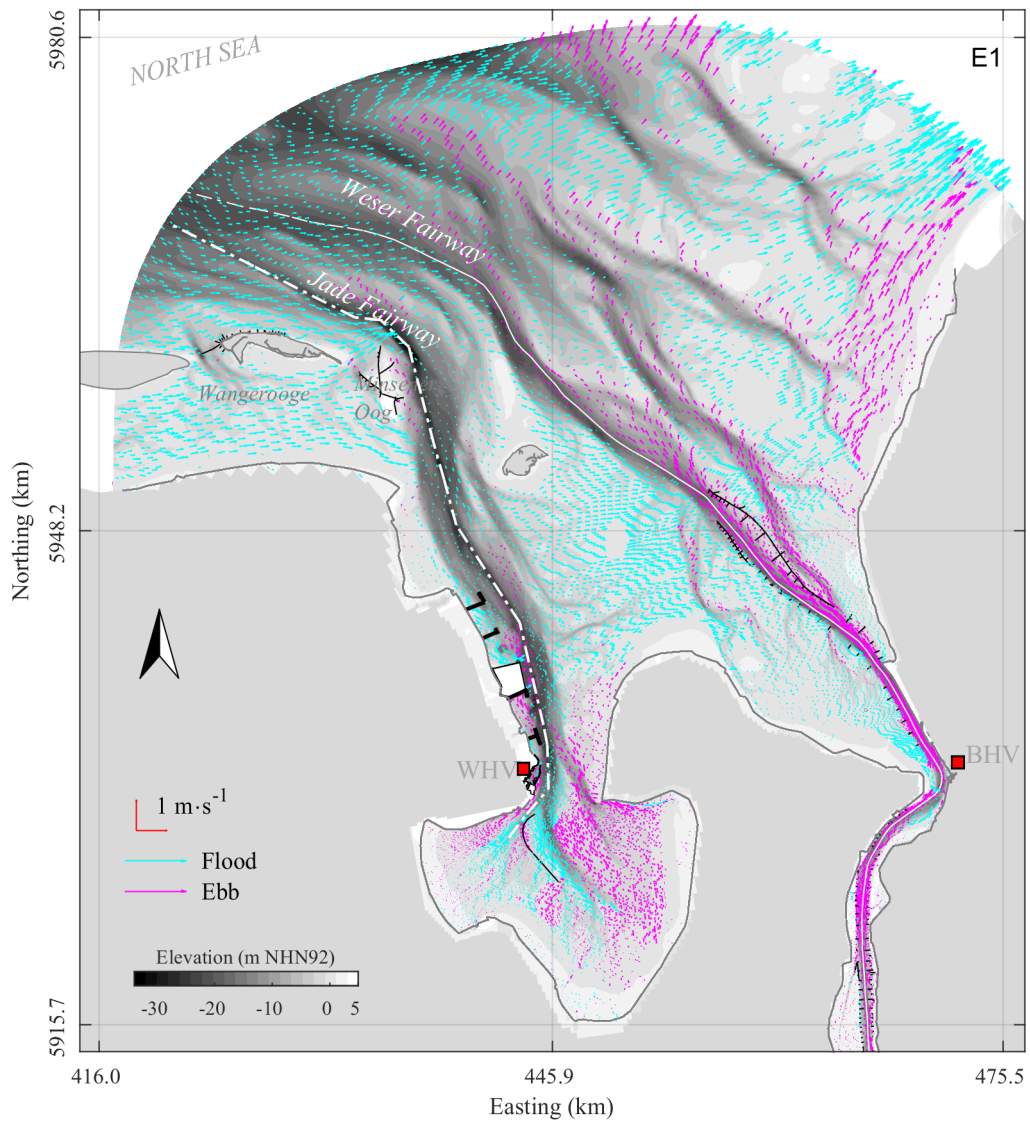 5980.6
NORTH SEA
E1
Weser Fairway
Jade Fairway
Wangerooge
Minse
Oog
Northing (km)
5948.2
WHV
BHV
1 m·s-1
Flood
Ebb
Elevation (m NHN92)
-30 -20 -10 0 5
5915.7
416.0 445.9 475.5
Easting (km)